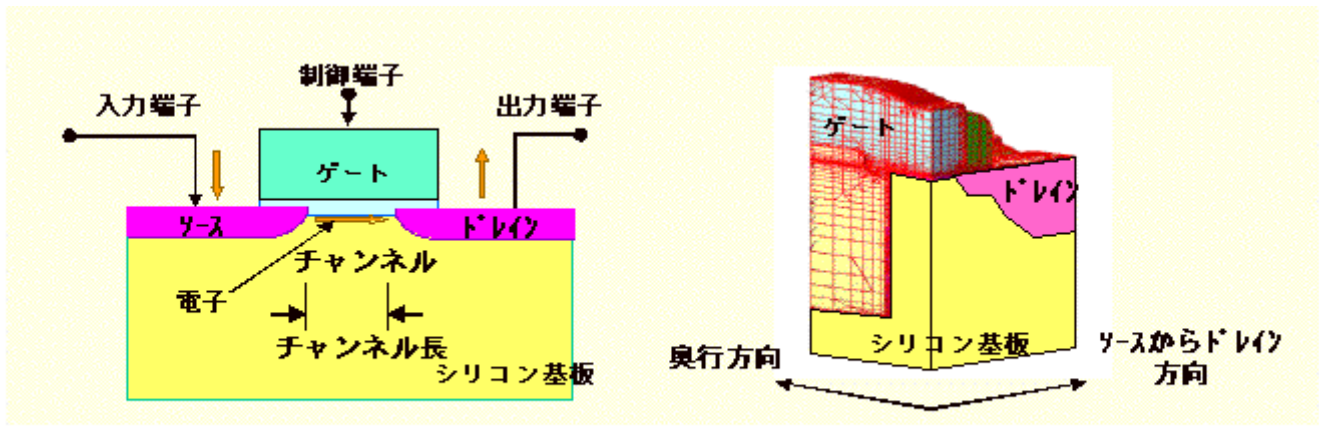 制御端子
入力端子
出力端子
ゲート
ソース
ドレイン
チャンネル
電子
チャンネル長
シリコン基板
ゲート
ドレイン
シリコン基板
奥行方向
ソースからドレイン
方向